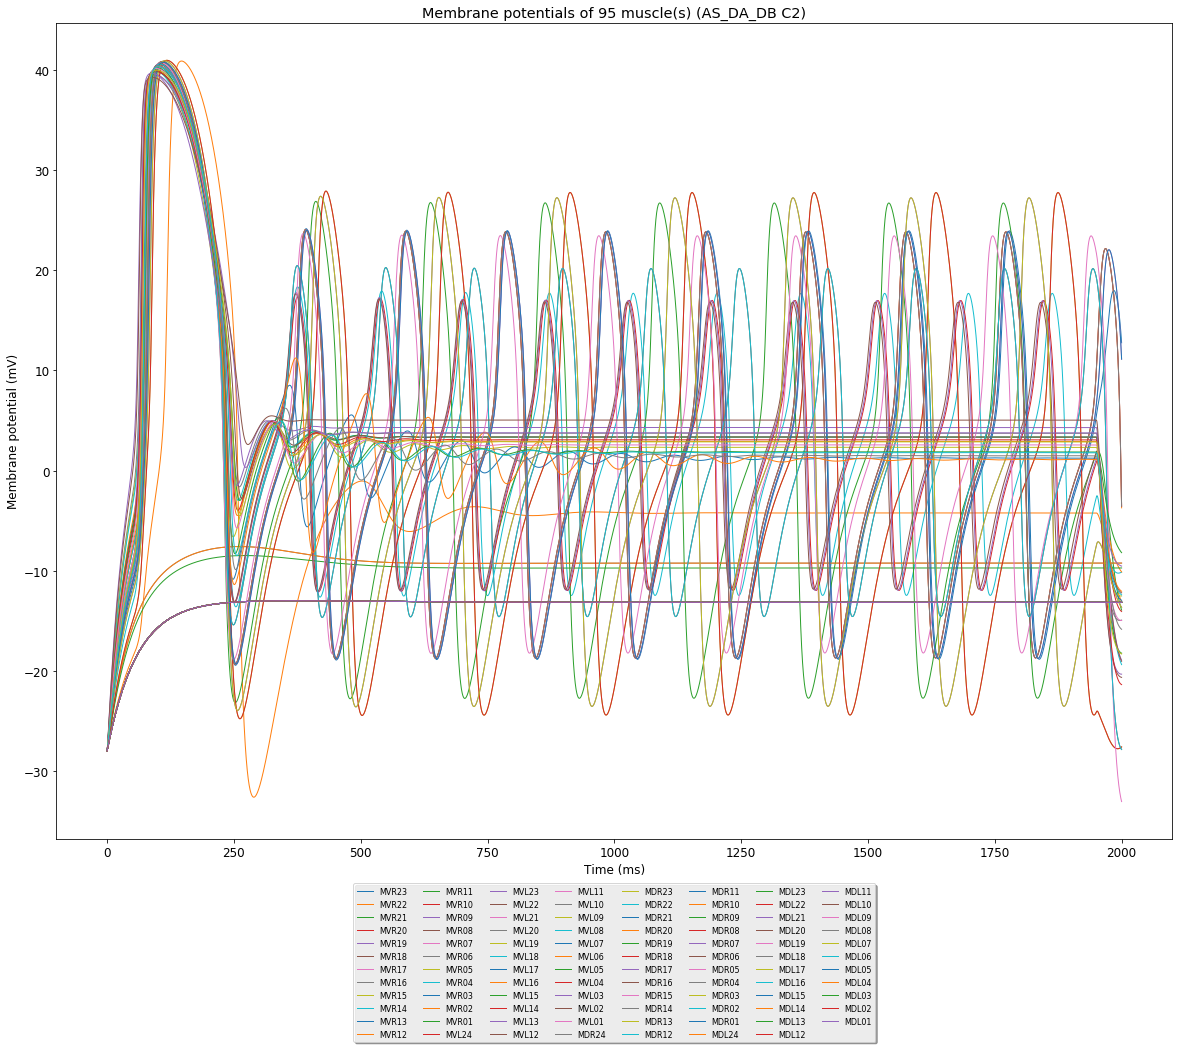 Membrane potentials of 95 muscle(s) (AS_DA_DB C2)
Membrane potential (mV)
40
30
20
10
0
−10
−20
−30
0 250 500 750 1000 1250 1500 1750 2000
Time (ms)
MVR23 MVR11 MVL23 MVL11 MDR23 MDR11 MDL23 MDL11
MVR22 MVR10 MVL22 MVL10 MDR22 MDR10 MDL22 MDL10
MVR21 MVR09 MVL21 MVL09 MDR21 MDR09 MDL21 MDL09
MVR20 MVR08 MVL20 MVL08 MDR20 MDR08 MDL20 MDL08
MVR19 MVR07 MVL19 MVL07 MDR19 MDR07 MDL19 MDL07
MVR18 MVR06 MVL18 MVL06 MDR18 MDR06 MDL18 MDL06
MVR17 MVR05 MVL17 MVL05 MDR17 MDR05 MDL17 MDL05
MVR16 MVR04 MVL16 MVL04 MDR16 MDR04 MDL16 MDL04
MVR15 MVR03 MVL15 MVL03 MDR15 MDR03 MDL15 MDL03
MVR14 MVR02 MVL14 MVL02 MDR14 MDR02 MDL14 MDL02
MVR13 MVR01 MVL13 MVL01 MDR13 MDR01 MDL13 MDL01
MVR12 MVL24 MVL12 MDR24 MDR12 MDL24 MDL12